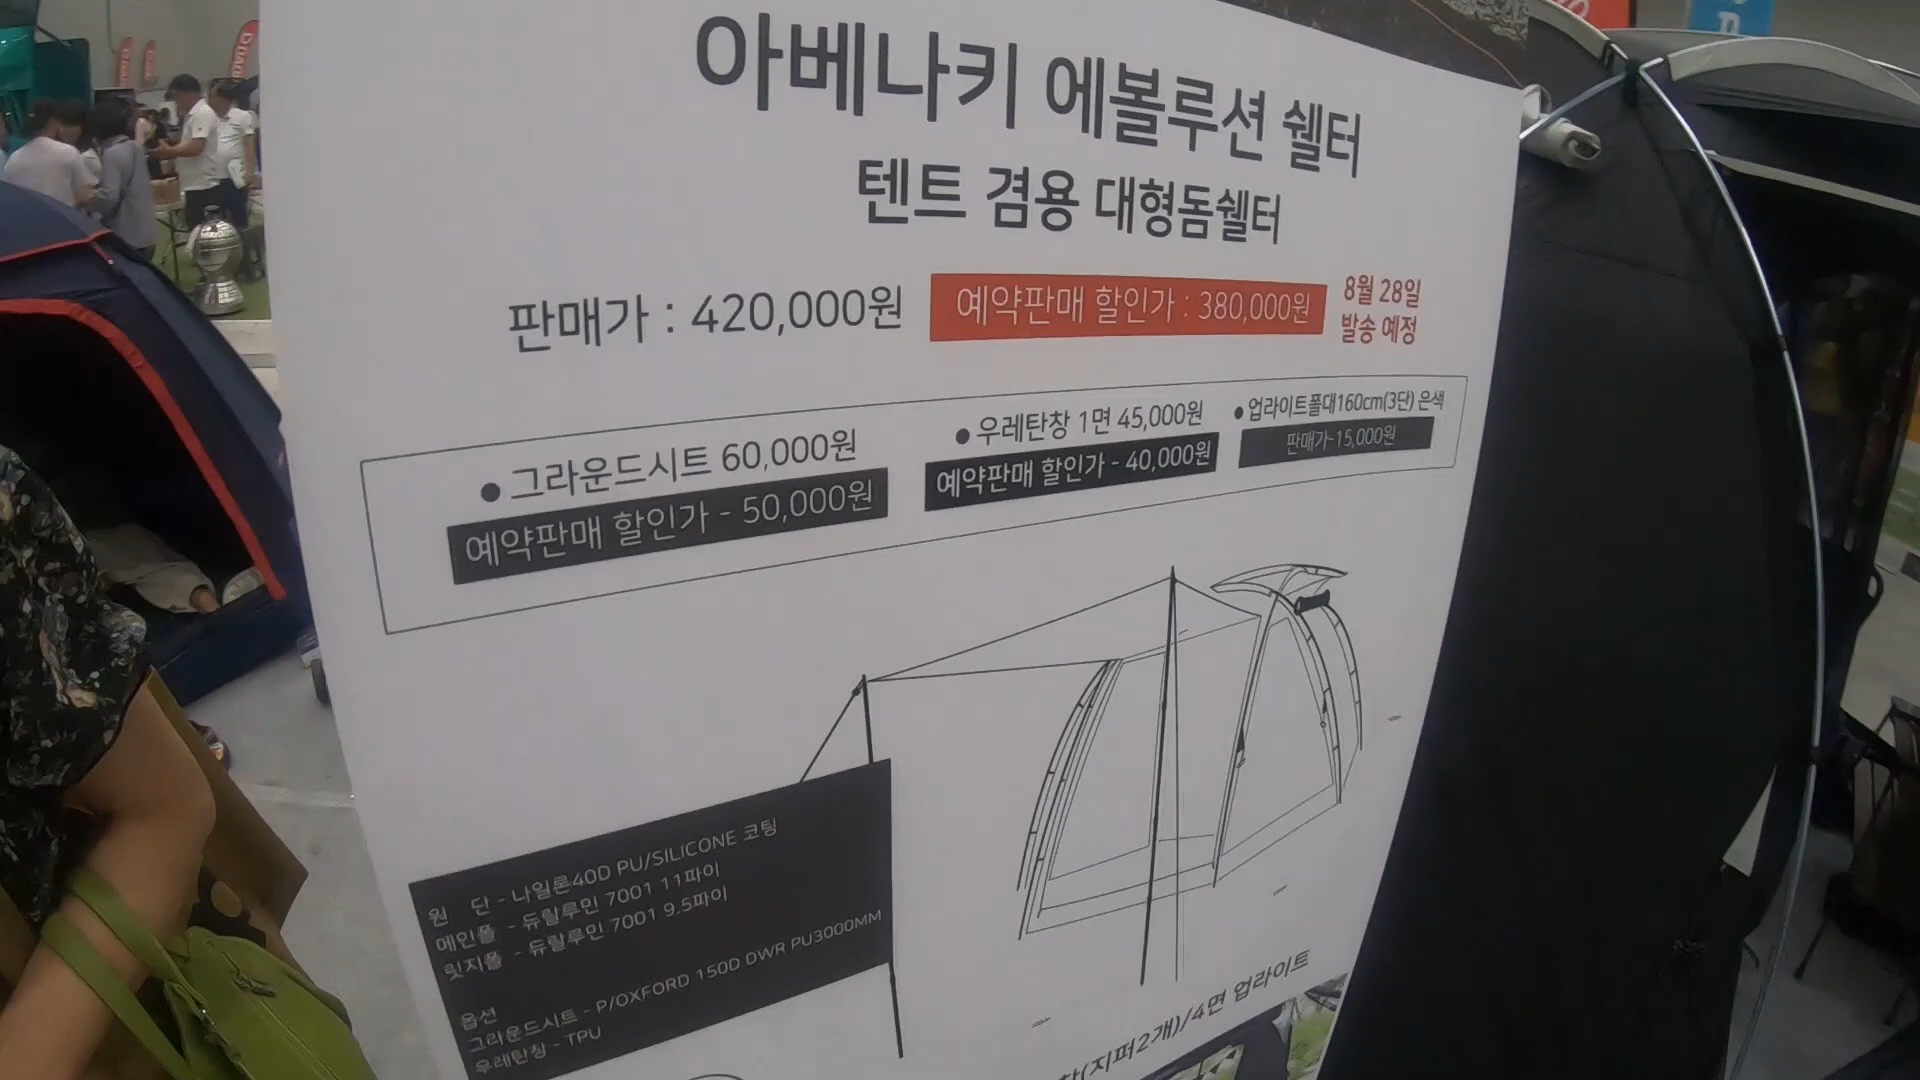 아베나키 에볼루션 쉘터
텐트 겸용 대형돔쉘터
판매가 : 420,000원
예약판매 할인가 : 380,000원
8월 28일
발송 예정
● 그라운드시트 60,000원
예약판매 할인가 - 50,000원
● 우레탄창 1면 45,000원
예약판매 할인가 - 40,000원
● 업라이트폴대160cm(3단) 은색
판매가-15,000원
원 단 - 나일론40D PU/SILICONE 코팅
메인폴 - 듀랄루민 7001 11파이
릿지폴 - 듀랄루민 7001 9.5파이
옵션
그라운드시트 - P/OXFORD 150D DWR PU3000MM
우레탄창 - TPU
(지퍼2개)/4면 업라이트